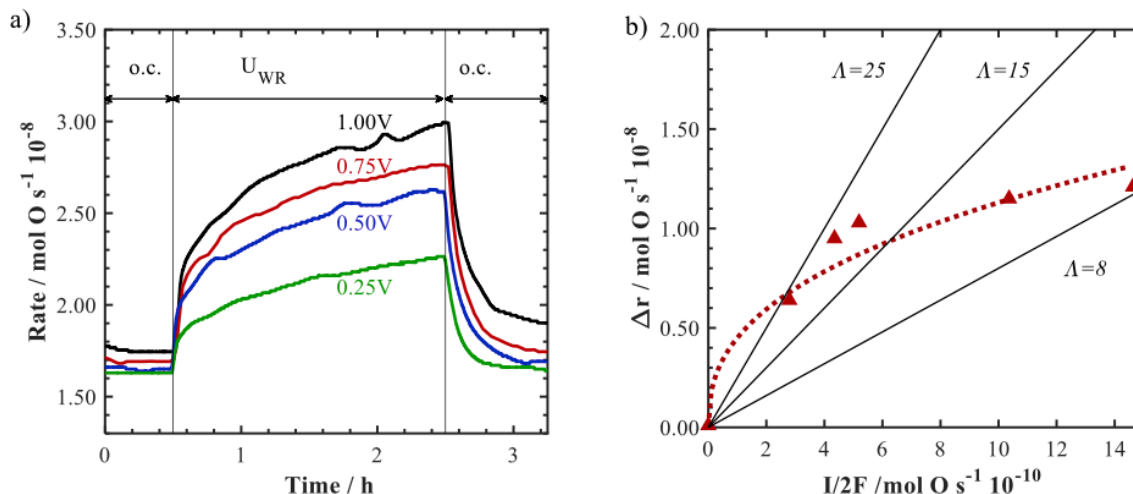 a)
3.50
3.00
2.50
2.00
1.50
Rate / mol O s⁻¹ 10⁻⁸
o.c.
U_WR
o.c.
1.00V
0.75V
0.50V
0.25V
0
1
2
3
Time / h
b)
2.00
1.50
1.00
0.50
0.00
Δr / mol O s⁻¹ 10⁻⁸
Λ=25
Λ=15
Λ=8
0
2
4
6
8
10
12
14
I/2F /mol O s⁻¹ 10⁻¹⁰